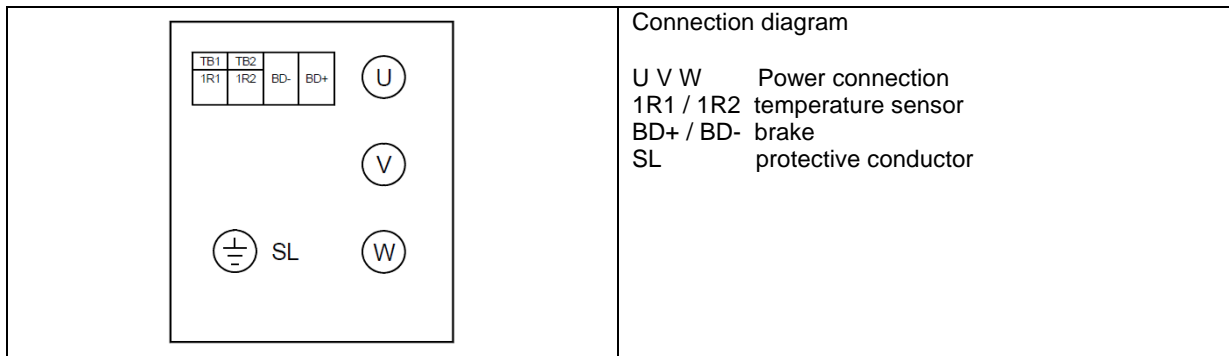 TB1 TB2
1R1 1R2 BD- BD+
U
V
SL W
Connection diagram
U V W Power connection
1R1 / 1R2 temperature sensor
BD+ / BD- brake
SL protective conductor